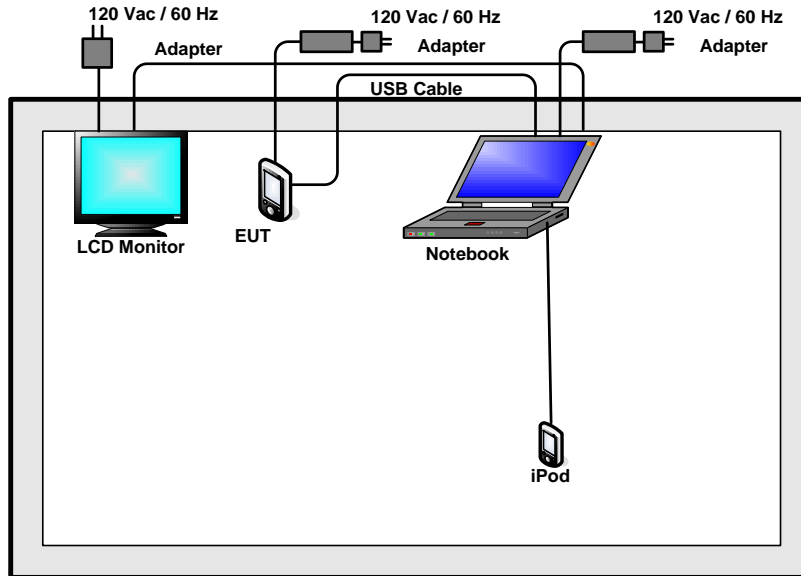 120 Vac / 60 Hz
120 Vac / 60 Hz
120 Vac / 60 Hz
Adapter
Adapter
Adapter
USB Cable
LCD Monitor
EUT
Notebook
iPod